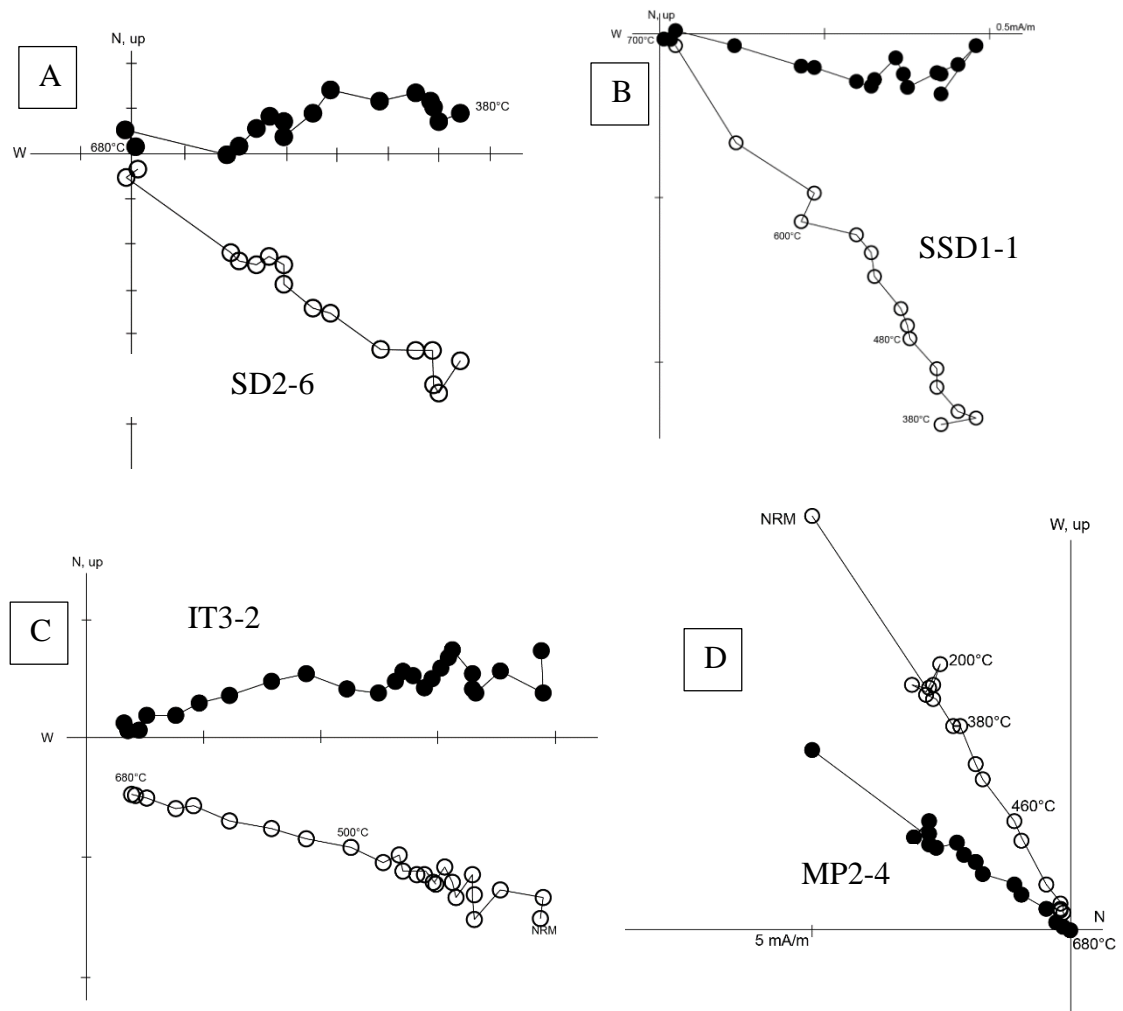 A
N, up
380°C
680°C
W
SD2-6
B
N, up
W
700°C
0.5mA/m
600°C
SSD1-1
480°C
380°C
C
N, up
IT3-2
W
680°C
500°C
NRM
D
NRM
W, up
200°C
380°C
460°C
MP2-4
N
5 mA/m
680°C